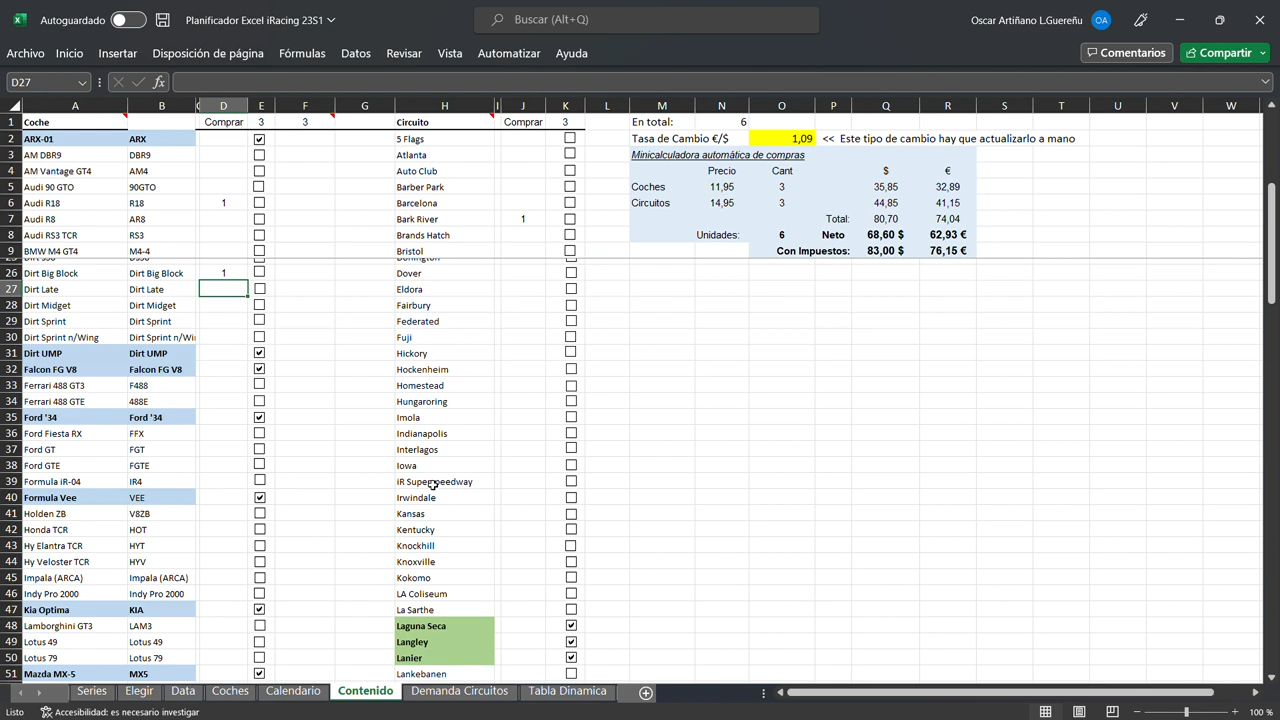 Autoguardado Planificador Excel iRacing 23S1 Buscar (Alt+Q) Oscar Artiñano L.Guereñu OA
Archivo Inicio Insertar Disposición de página Fórmulas Datos Revisar Vista Automatizar Ayuda Comentarios Compartir
D27 fx
A B C D E F G H I J K L M N O P Q R S T U V W
1 Coche Comprar 3 3 Circuito Comprar 3 En total: 6
2 ARX-01 ARX 5 Flags Tasa de Cambio €/$ 1,09 << Este tipo de cambio hay que actualizarlo a mano
3 AM DBR9 DBR9 Atlanta Minicalculadora automática de compras
4 AM Vantage GT4 AM4 Auto Club Precio Cant $ €
5 Audi 90 GTO 90GTO Barber Park Coches 11,95 3 35,85 32,89
6 Audi R18 R18 1 Barcelona Circuitos 14,95 3 44,85 41,15
7 Audi R8 AR8 Bark River 1 Total: 80,70 74,04
8 Audi RS3 TCR RS3 Brands Hatch Unidades: 6 Neto 68,60 $ 62,93 €
9 BMW M4 GT4 M4-4 Bristol Con Impuestos: 83,00 $ 76,15 €
26 Dirt Big Block Dirt Big Block 1 Dover
27 Dirt Late Dirt Late Eldora
28 Dirt Midget Dirt Midget Fairbury
29 Dirt Sprint Dirt Sprint Federated
30 Dirt Sprint n/Wing Dirt Sprint n/Wi Fuji
31 Dirt UMP Dirt UMP Hickory
32 Falcon FG V8 Falcon FG V8 Hockenheim
33 Ferrari 488 GT3 F488 Homestead
34 Ferrari 488 GTE 488E Hungaroring
35 Ford '34 Ford '34 Imola
36 Ford Fiesta RX FFX Indianapolis
37 Ford GT FGT Interlagos
38 Ford GTE FGTE Iowa
39 Formula iR-04 IR4 iR Superspeedway
40 Formula Vee VEE Irwindale
41 Holden ZB V8ZB Kansas
42 Honda TCR HOT Kentucky
43 Hy Elantra TCR HYT Knockhill
44 Hy Veloster TCR HYV Knoxville
45 Impala (ARCA) Impala (ARCA) Kokomo
46 Indy Pro 2000 Indy Pro 2000 LA Coliseum
47 Kia Optima KIA La Sarthe
48 Lamborghini GT3 LAM3 Laguna Seca
49 Lotus 49 Lotus 49 Langley
50 Lotus 79 Lotus 79 Lanier
51 Mazda MX-5 MX5 Lankebanen
Series Elegir Data Coches Calendario Contenido Demanda Circuitos Tabla Dinamica
Listo Accesibilidad: es necesario investigar 100 %